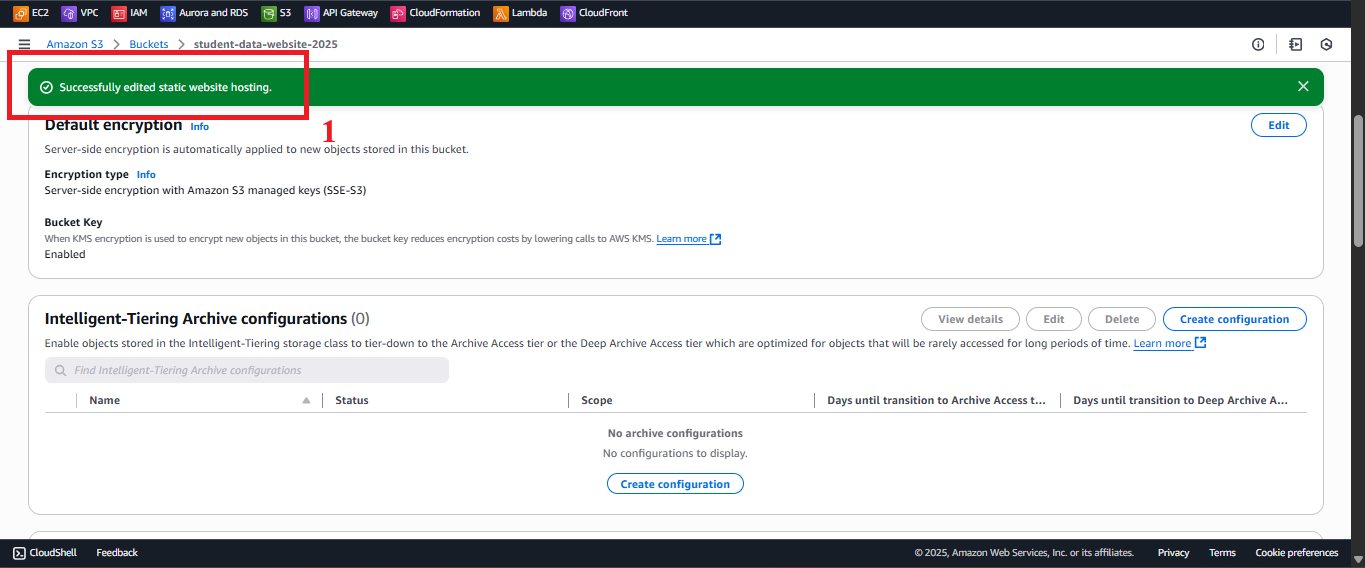 EC2 VPC IAM Aurora and RDS S3 API Gateway CloudFormation Lambda CloudFront
Amazon S3 > Buckets > student-data-website-2025
Successfully edited static website hosting.
1
Default encryption Info
Edit
Server-side encryption is automatically applied to new objects stored in this bucket.
Encryption type Info
Server-side encryption with Amazon S3 managed keys (SSE-S3)
Bucket Key
When KMS encryption is used to encrypt new objects in this bucket, the bucket key reduces encryption costs by lowering calls to AWS KMS. Learn more
Enabled
Intelligent-Tiering Archive configurations (0)
View details Edit Delete Create configuration
Enable objects stored in the Intelligent-Tiering storage class to tier-down to the Archive Access tier or the Deep Archive Access tier which are optimized for objects that will be rarely accessed for long periods of time. Learn more
Find Intelligent-Tiering Archive configurations
Name Status Scope Days until transition to Archive Access t... Days until transition to Deep Archive A...
No archive configurations
No configurations to display.
Create configuration
CloudShell Feedback © 2025, Amazon Web Services, Inc. or its affiliates. Privacy Terms Cookie preferences